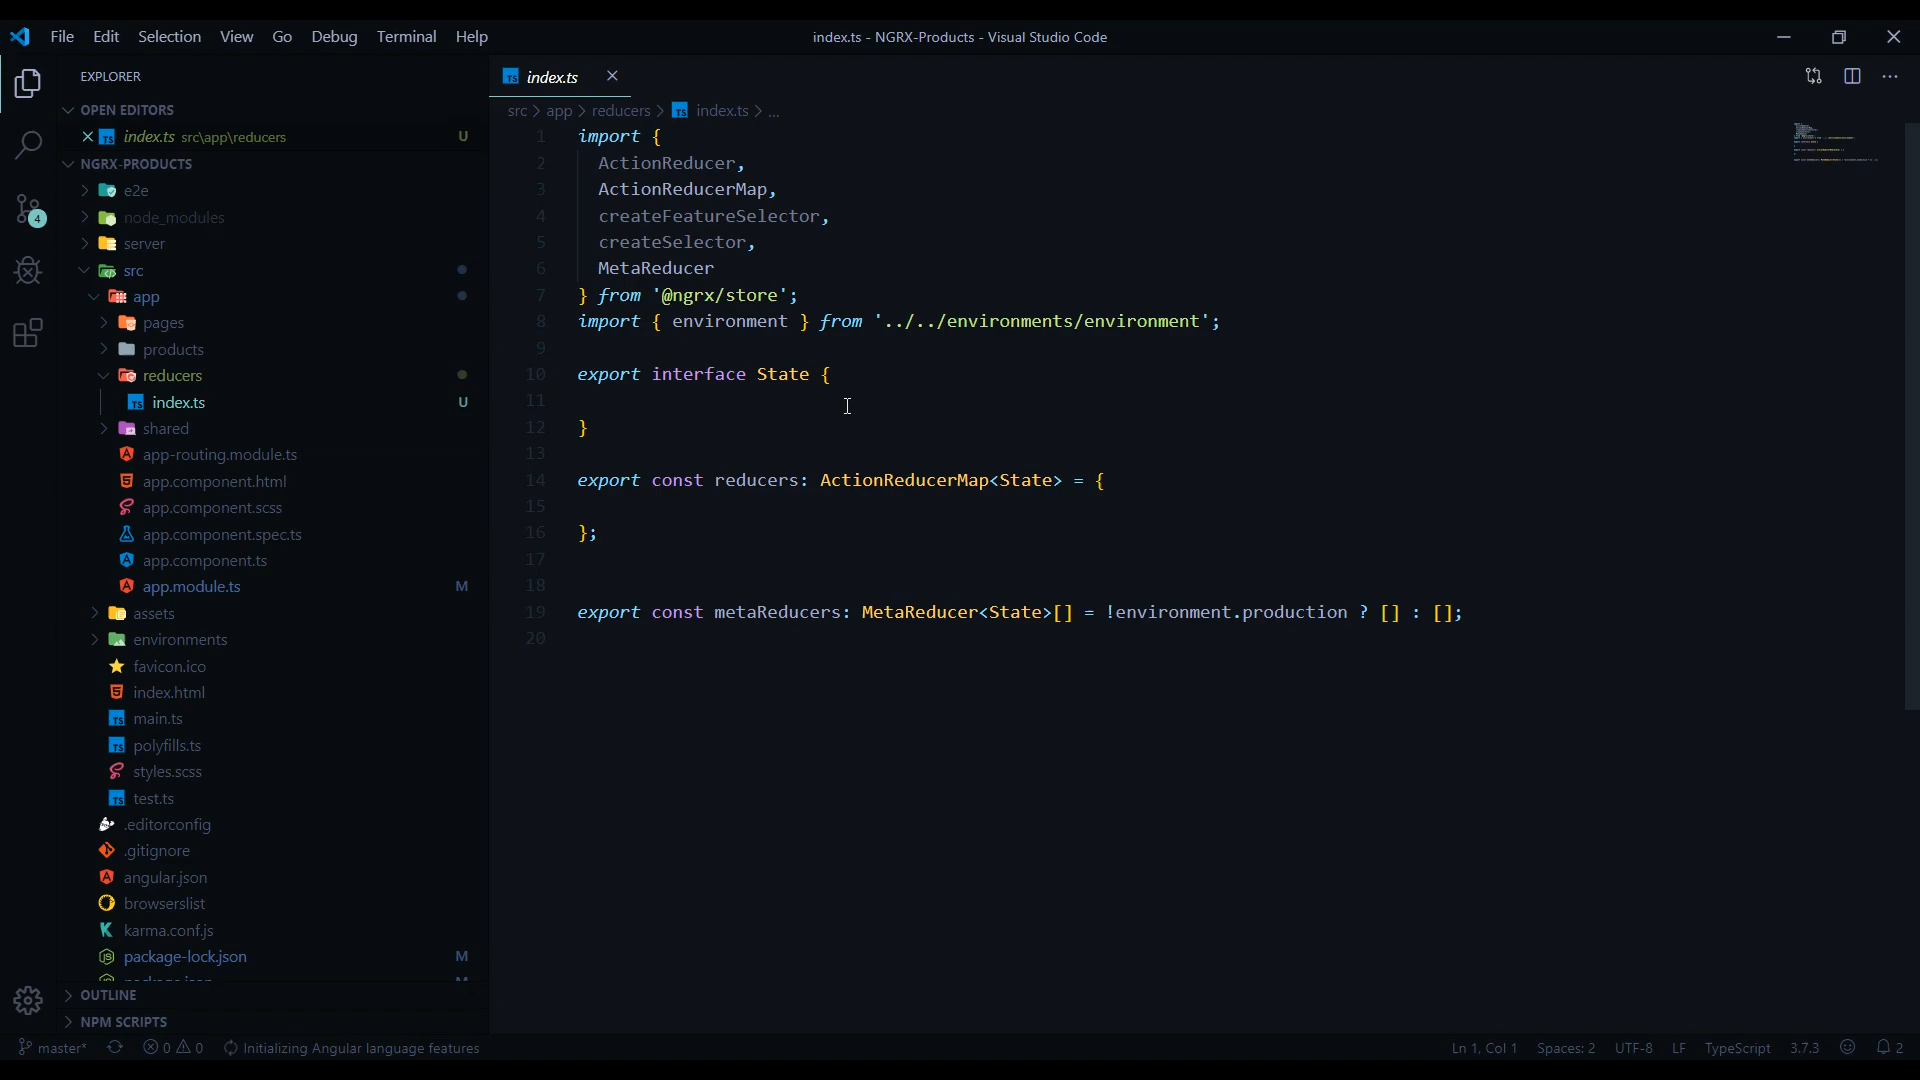 File Edit Selection View Go Debug Terminal Help
index.ts - NGRX-Products - Visual Studio Code
EXPLORER
OPEN EDITORS
index.ts src\app\reducers U
NGRX-PRODUCTS
e2e
node_modules
server
src
app
pages
products
reducers
index.ts U
shared
app-routing.module.ts
app.component.html
app.component.scss
app.component.spec.ts
app.component.ts
app.module.ts M
assets
environments
favicon.ico
index.html
main.ts
polyfills.ts
styles.scss
test.ts
.editorconfig
.gitignore
angular.json
browserslist
karma.conf.js
package-lock.json M
OUTLINE
NPM SCRIPTS
4
index.ts
src > app > reducers > index.ts > ...
1 import {
2 ActionReducer,
3 ActionReducerMap,
4 createFeatureSelector,
5 createSelector,
6 MetaReducer
7 } from '@ngrx/store';
8 import { environment } from '../../environments/environment';
9
10 export interface State {
11
12 }
13
14 export const reducers: ActionReducerMap<State> = {
15
16 };
17
18
19 export const metaReducers: MetaReducer<State>[] = !environment.production ? [] : [];
20
master* 0 0 Initializing Angular language features
Ln 1, Col 1 Spaces: 2 UTF-8 LF TypeScript 3.7.3 2